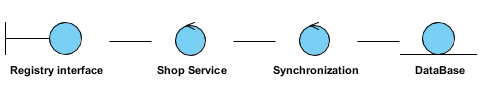 Registry interface
Shop Service
Synchronization
DataBase